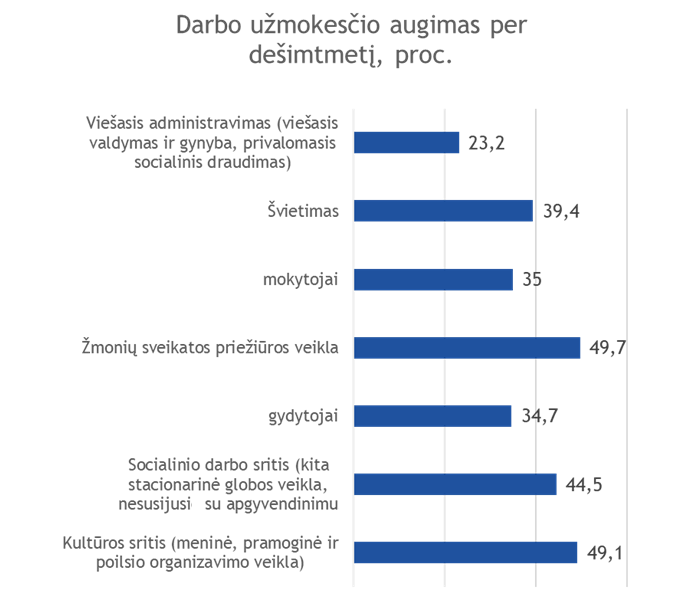 Darbo užmokesčio augimas per
dešimtmetį, proc.
Viešasis administravimas (viešasis
valdymas ir gynyba, privalomasis
socialinis draudimas)
23,2
Švietimas
39,4
mokytojai
35
Žmonių sveikatos priežiūros veikla
49,7
gydytojai
34,7
Socialinio darbo sritis (kita
stacionarinė globos veikla,
nesusijusi su apgyvendinimu
44,5
Kultūros sritis (meninė, pramoginė ir
poilsio organizavimo veikla)
49,1